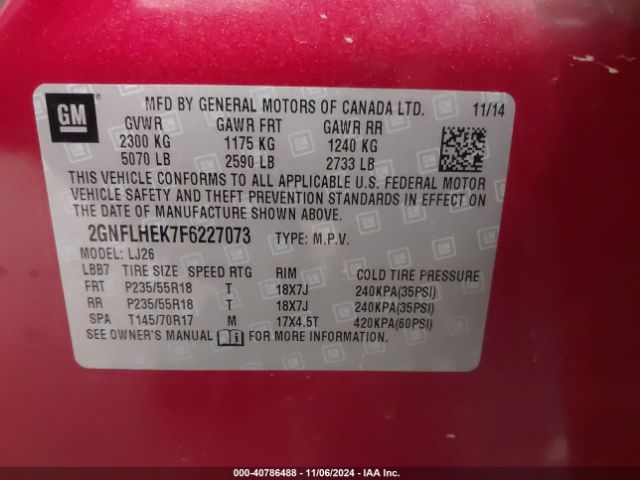 GM
MFD BY GENERAL MOTORS OF CANADA LTD. 11/14
GVWR GAWR FRT GAWR RR
2300 KG 1175 KG 1240 KG
5070 LB 2590 LB 2733 LB
THIS VEHICLE CONFORMS TO ALL APPLICABLE U.S. FEDERAL MOTOR
VEHICLE SAFETY AND THEFT PREVENTION STANDARDS IN EFFECT ON
THE DATE OF MANUFACTURE SHOWN ABOVE.
2GNFLHEK7F6227073 TYPE: M.P.V.
MODEL: LJ26
LBB7 TIRE SIZE SPEED RTG RIM COLD TIRE PRESSURE
FRT P235/55R18 T 18X7J 240KPA(35PSI)
RR P235/55R18 T 18X7J 240KPA(35PSI)
SPA T145/70R17 M 17X4.5T 420KPA(60PSI)
SEE OWNER'S MANUAL FOR MORE INFORMATION.
000-40786488 - 11/06/2024 - IAA Inc.